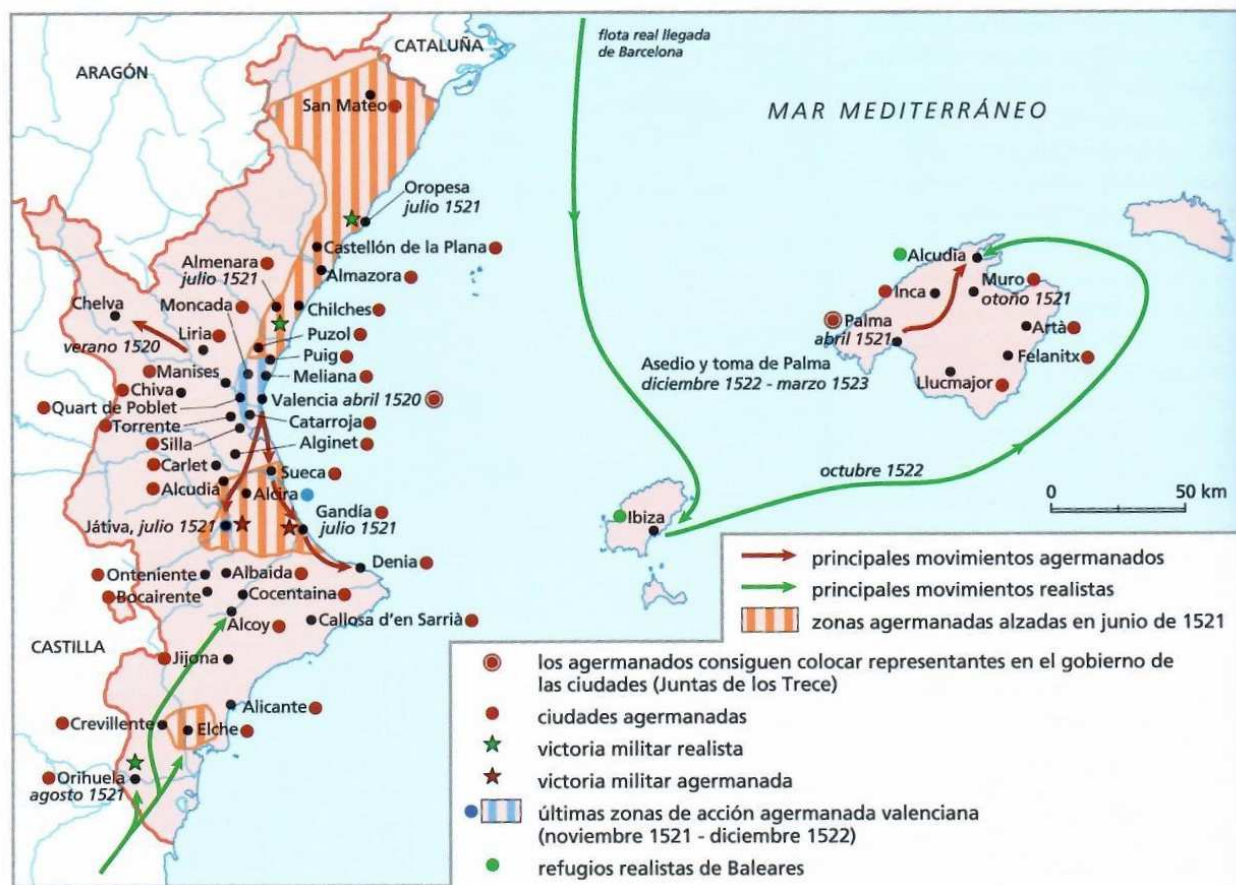 flota real llegada
de Barcelona
CATALUÑA
ARAGÓN
MAR MEDITERRÁNEO
San Mateo
Oropesa
julio 1521
Castellón de la Plana
Almazora
Almenara
julio 1521
Moncada
Chilches
Chelva
Liria
verano 1520
Puzol
Puig
Manises
Meliana
Chiva
Valencia abril 1520
Quart de Poblet
Torrente
Catarroja
Silla
Alginet
Carlet
Sueca
Alcudia
Alcira
Gandía
julio 1521
Játiva, julio 1521
Denia
Onteniente
Albaida
Bocairente
Cocentaina
Alcoy
Callosa d'en Sarrià
CASTILLA
Jijona
Alicante
Crevillente
Elche
Orihuela
agosto 1521
Alcudia
Inca
Muro
otoño 1521
Palma
abril 1521
Artà
Felanitx
Llucmajor
Asedio y toma de Palma
diciembre 1522 - marzo 1523
octubre 1522
Ibiza
0 50 km
principales movimientos agermanados
principales movimientos realistas
zonas agermanadas alzadas en junio de 1521
los agermanados consiguen colocar representantes en el gobierno de
las ciudades (Juntas de los Trece)
ciudades agermanadas
victoria militar realista
victoria militar agermanada
últimas zonas de acción agermanada valenciana
(noviembre 1521 - diciembre 1522)
refugios realistas de Baleares